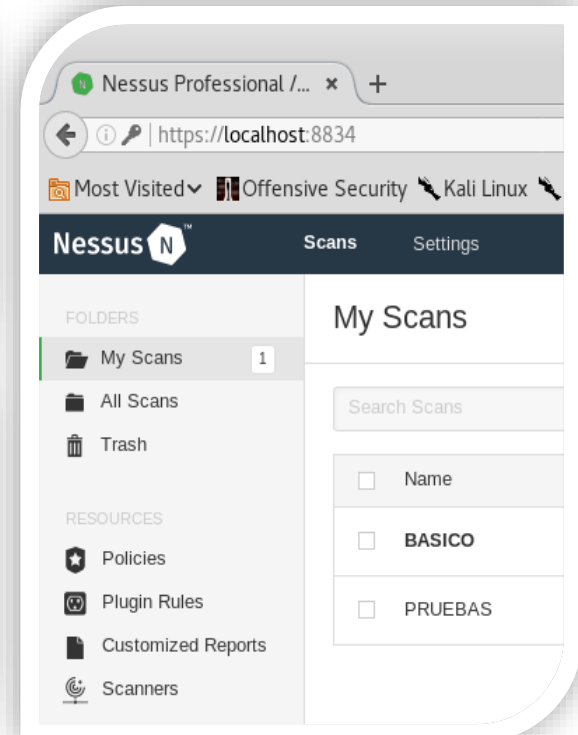 Nessus Professional /... × +
https://localhost:8834
Most Visited Offensive Security Kali Linux
Nessus N ™ Scans Settings
FOLDERS
My Scans 1
All Scans
Trash
RESOURCES
Policies
Plugin Rules
Customized Reports
Scanners
My Scans
Search Scans
Name
BASICO
PRUEBAS